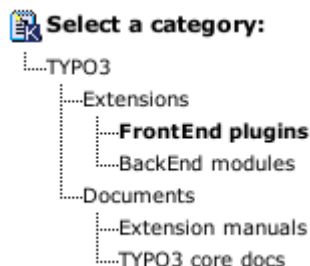 Select a category:
TYPO3
Extensions
FrontEnd plugins
BackEnd modules
Documents
Extension manuals
TYPO3 core docs